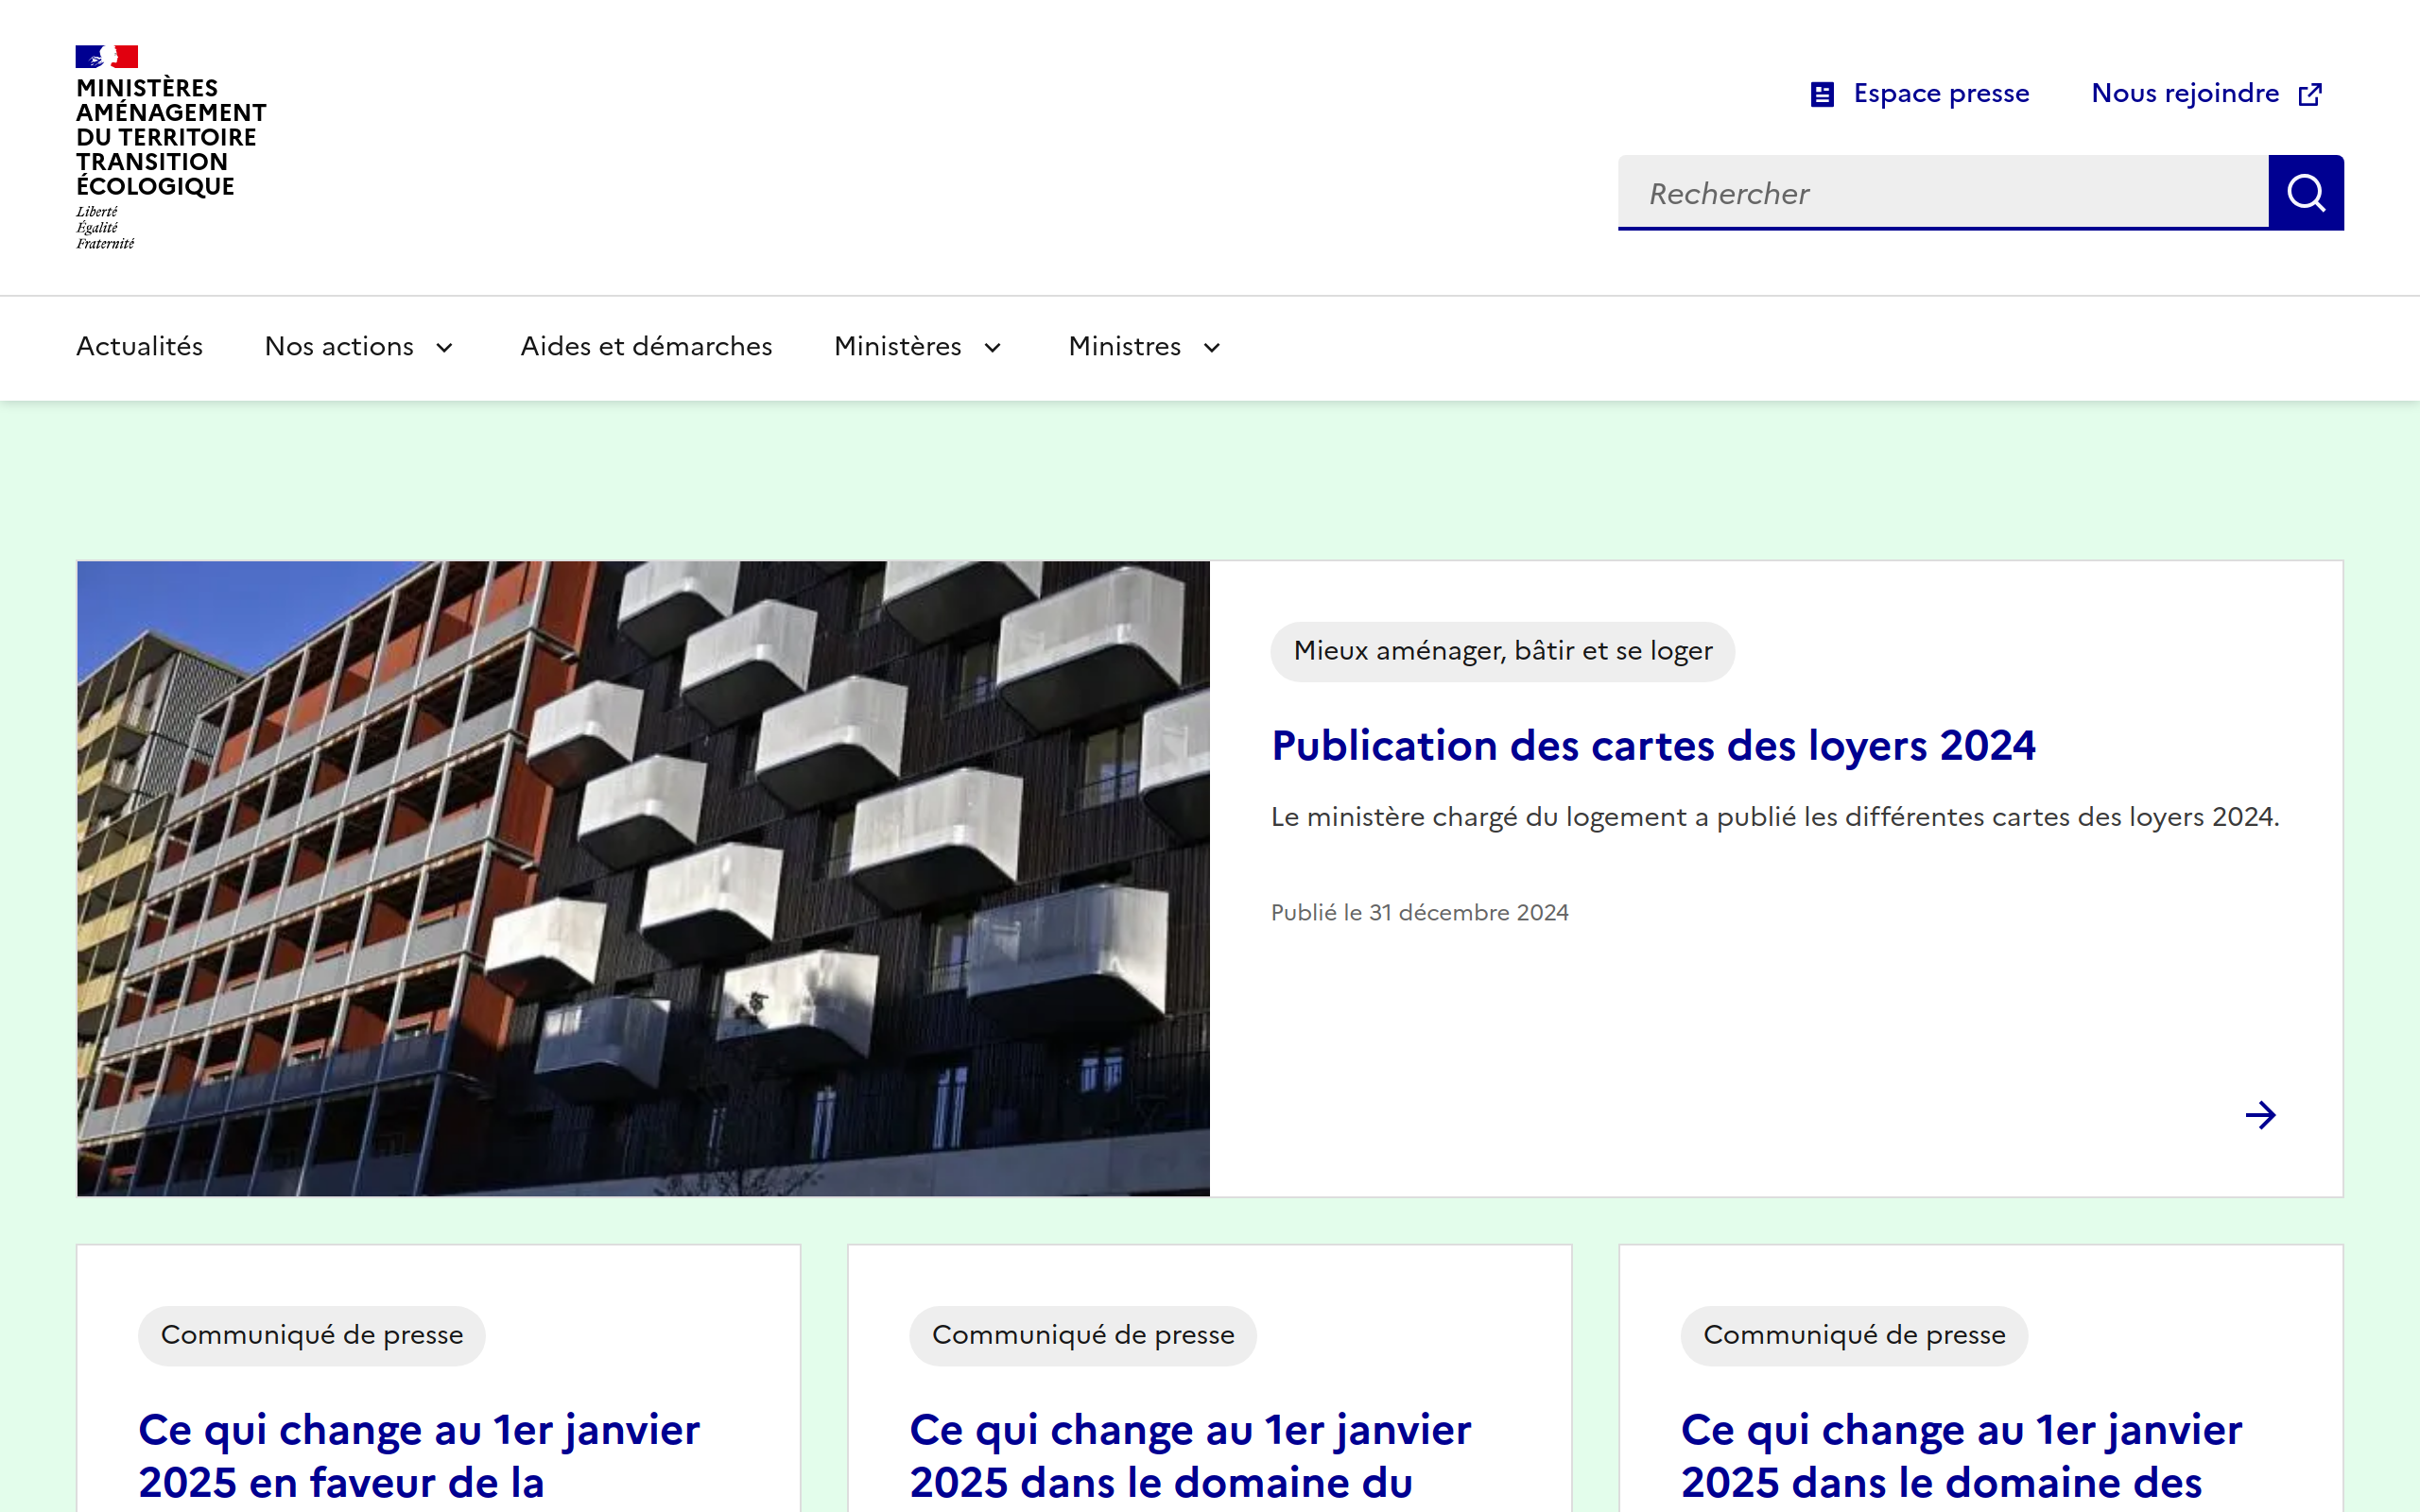 MINISTÈRES
AMÉNAGEMENT
DU TERRITOIRE
TRANSITION
ÉCOLOGIQUE
Liberté
Égalité
Fraternité
Espace presse
Nous rejoindre
Rechercher
Actualités
Nos actions
Aides et démarches
Ministères
Ministres
Mieux aménager, bâtir et se loger
Publication des cartes des loyers 2024
Le ministère chargé du logement a publié les différentes cartes des loyers 2024.
Publié le 31 décembre 2024
Communiqué de presse
Ce qui change au 1er janvier
2025 en faveur de la
Communiqué de presse
Ce qui change au 1er janvier
2025 dans le domaine du
Communiqué de presse
Ce qui change au 1er janvier
2025 dans le domaine des